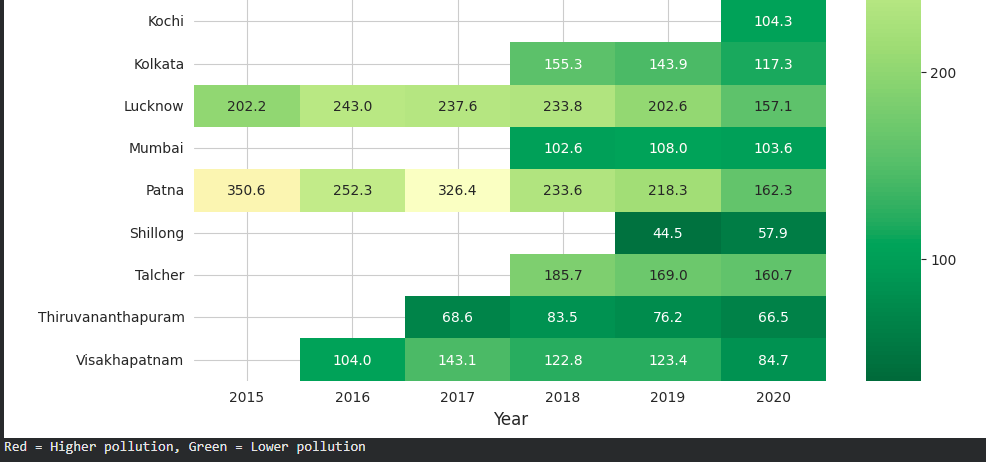 Kochi 104.3
Kolkata 155.3 143.9 117.3 200
Lucknow 202.2 243.0 237.6 233.8 202.6 157.1
Mumbai 102.6 108.0 103.6
Patna 350.6 252.3 326.4 233.6 218.3 162.3
Shillong 44.5 57.9
100
Talcher 185.7 169.0 160.7
Thiruvananthapuram 68.6 83.5 76.2 66.5
Visakhapatnam 104.0 143.1 122.8 123.4 84.7
2015 2016 2017 2018 2019 2020
Year
Red = Higher pollution, Green = Lower pollution